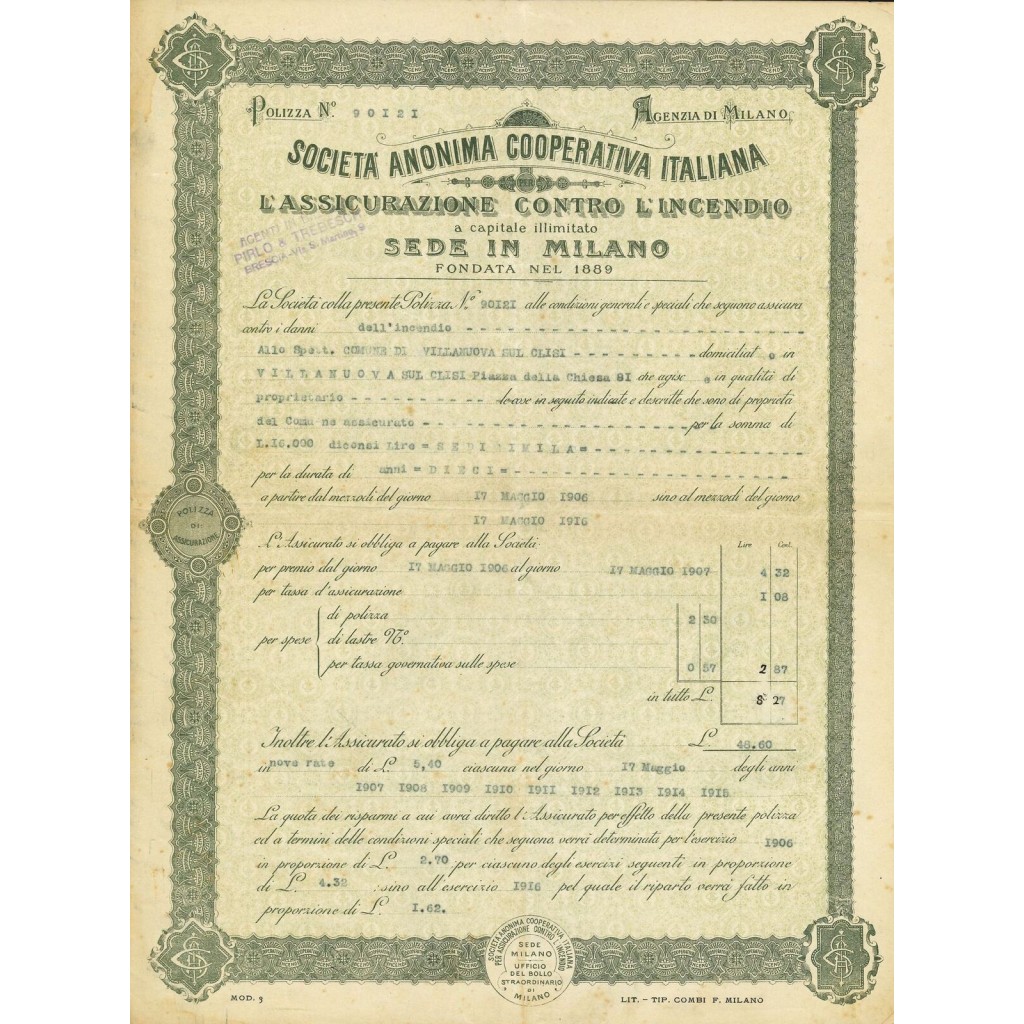 POLIZZA Nº 90121 AGENZIA DI MILANO
SOCIETÀ ANONIMA COOPERATIVA ITALIANA
PER
L'ASSICURAZIONE CONTRO L'INCENDIO
a capitale illimitato
SEDE IN MILANO
FONDATA NEL 1889
AGENTI
PIRLO & TREBESCHI
BRESCIA - Via S. Martino,
La Società colla presente Polizza Nº 90121 alle condizioni generali e speciali che seguono assicura
contro i danni dell'incendio
Allo Spett. COMUNE DI VILLANUOVA SUL CLISI domiciliat o in
VILLANUOVA SUL CLISI Piazza della Chiesa 81 che agisc e in qualità di
proprietario le cose in seguito indicate e descritte che sono di proprietà
del Comune assicurato per la somma di
L.16.000 diconsi Lire = SEDICIMILA =
per la durata di anni = DIECI =
a partire dal mezzodì del giorno 17 MAGGIO 1906 sino al mezzodì del giorno
17 MAGGIO 1916
L'Assicurato si obbliga a pagare alla Società: Lire Cent.
per premio dal giorno 17 MAGGIO 1906 al giorno 17 MAGGIO 1907 4 32
per tassa d'assicurazione 1 08
per spese
di polizza 2 30
di lastre Nº
per tassa governativa sulle spese 0 57 2 87
in tutto L. 8 27
Inoltre l'Assicurato si obbliga a pagare alla Società L. 48.60
in nove rate di L. 5,40 ciascuna nel giorno 17 Maggio degli anni
1907 1908 1909 1910 1911 1912 1913 1914 1915
La quota dei risparmi a cui avrà diritto l'Assicurato per effetto della presente polizza
ed a termini delle condizioni speciali che seguono, verrà determinata per l'esercizio 1906
in proporzione di L. 2.70 per ciascuno degli esercizi seguenti in proporzione
di L. 4.32 sino all'esercizio 1916 pel quale il riparto verrà fatto in
proporzione di L. 1.62.
POLIZZA
DI
ASSICURAZIONE
SOCIETÀ ANONIMA COOPERATIVA ITALIANA
PER ASSICURAZIONE CONTRO L'INCENDIO
SEDE
MILANO
UFFICIO
DEL BOLLO
STRAORDINARIO
DI
MILANO
MOD. 3 LIT. - TIP. COMBI F. MILANO